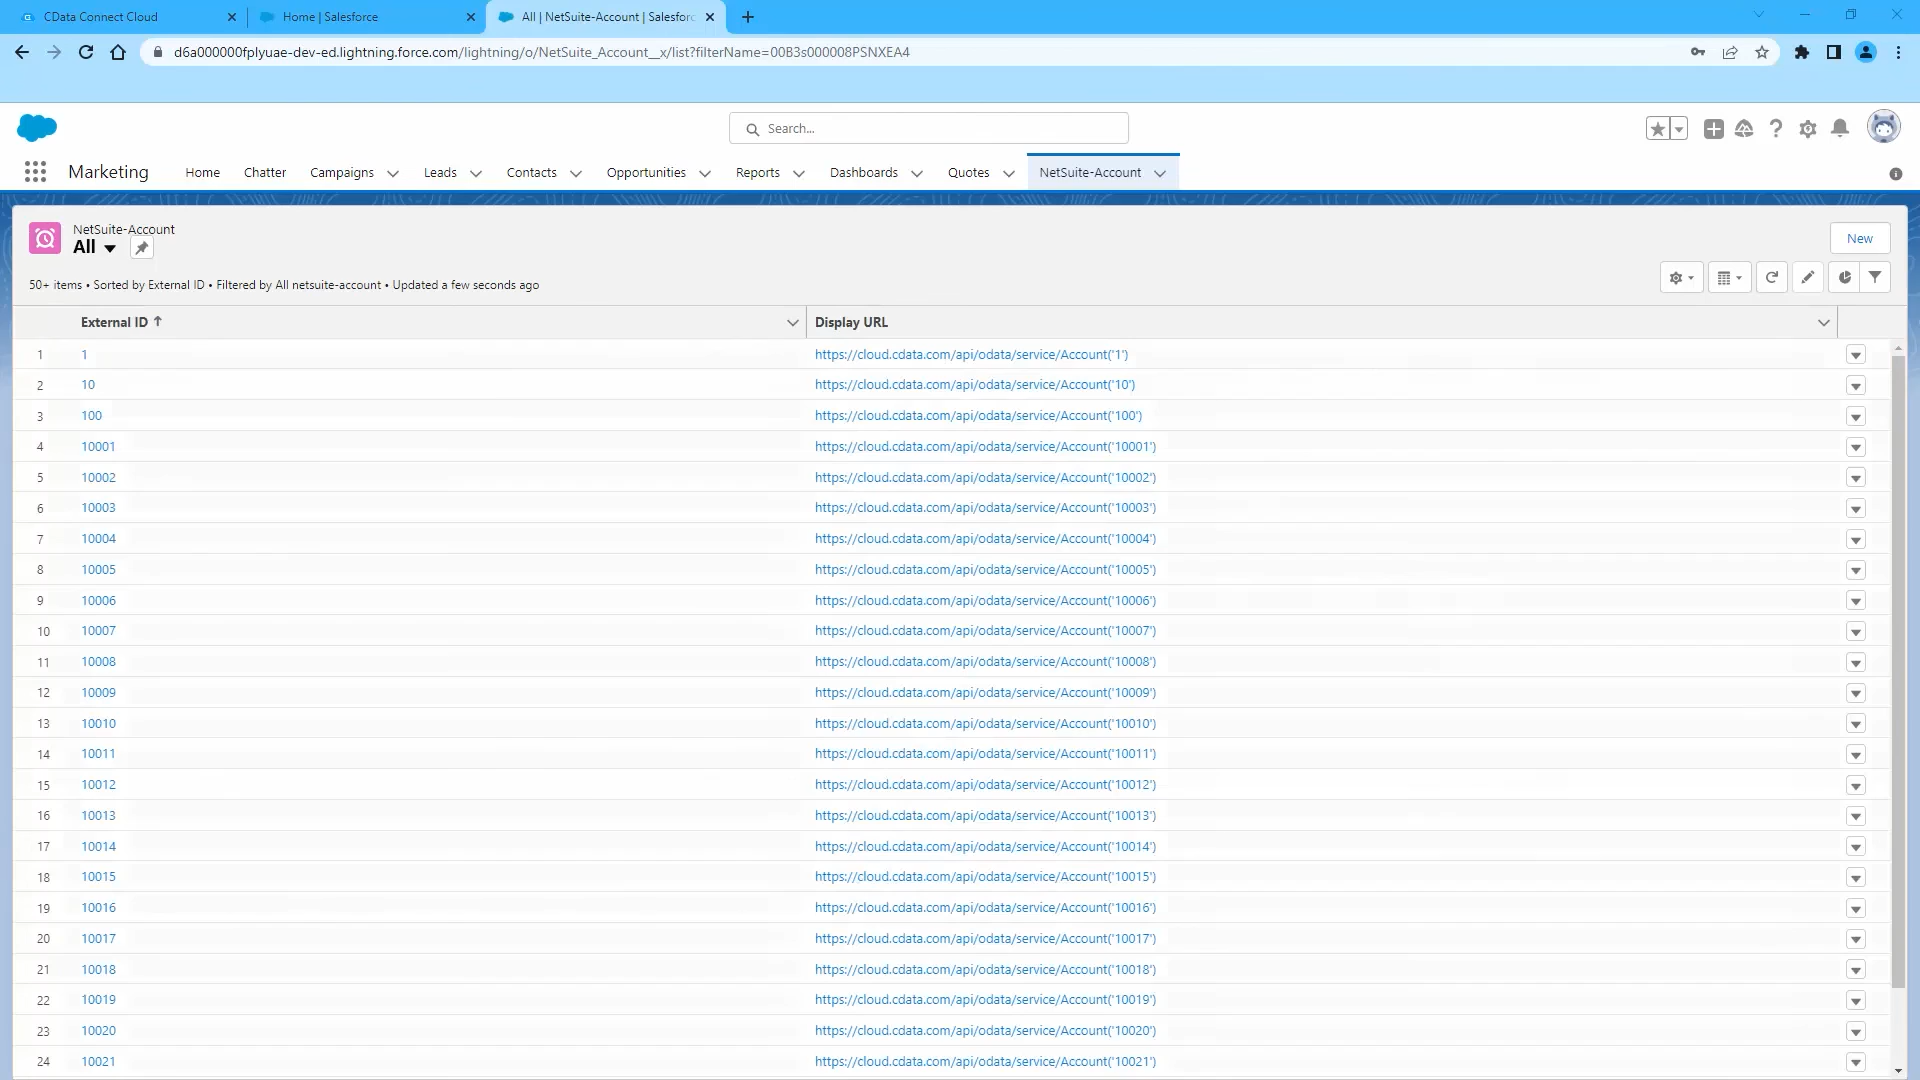 CData Connect Cloud
Home | Salesforce
All | NetSuite-Account | Salesforc
d6a000000fplyuae-dev-ed.lightning.force.com/lightning/o/NetSuite_Account__x/list?filterName=00B3s000008PSNXEA4
Search...
Marketing Home Chatter Campaigns Leads Contacts Opportunities Reports Dashboards Quotes NetSuite-Account
NetSuite-Account
All
New
50+ items • Sorted by External ID • Filtered by All netsuite-account • Updated a few seconds ago
External ID Display URL
1 1 https://cloud.cdata.com/api/odata/service/Account('1')
2 10 https://cloud.cdata.com/api/odata/service/Account('10')
3 100 https://cloud.cdata.com/api/odata/service/Account('100')
4 10001 https://cloud.cdata.com/api/odata/service/Account('10001')
5 10002 https://cloud.cdata.com/api/odata/service/Account('10002')
6 10003 https://cloud.cdata.com/api/odata/service/Account('10003')
7 10004 https://cloud.cdata.com/api/odata/service/Account('10004')
8 10005 https://cloud.cdata.com/api/odata/service/Account('10005')
9 10006 https://cloud.cdata.com/api/odata/service/Account('10006')
10 10007 https://cloud.cdata.com/api/odata/service/Account('10007')
11 10008 https://cloud.cdata.com/api/odata/service/Account('10008')
12 10009 https://cloud.cdata.com/api/odata/service/Account('10009')
13 10010 https://cloud.cdata.com/api/odata/service/Account('10010')
14 10011 https://cloud.cdata.com/api/odata/service/Account('10011')
15 10012 https://cloud.cdata.com/api/odata/service/Account('10012')
16 10013 https://cloud.cdata.com/api/odata/service/Account('10013')
17 10014 https://cloud.cdata.com/api/odata/service/Account('10014')
18 10015 https://cloud.cdata.com/api/odata/service/Account('10015')
19 10016 https://cloud.cdata.com/api/odata/service/Account('10016')
20 10017 https://cloud.cdata.com/api/odata/service/Account('10017')
21 10018 https://cloud.cdata.com/api/odata/service/Account('10018')
22 10019 https://cloud.cdata.com/api/odata/service/Account('10019')
23 10020 https://cloud.cdata.com/api/odata/service/Account('10020')
24 10021 https://cloud.cdata.com/api/odata/service/Account('10021')